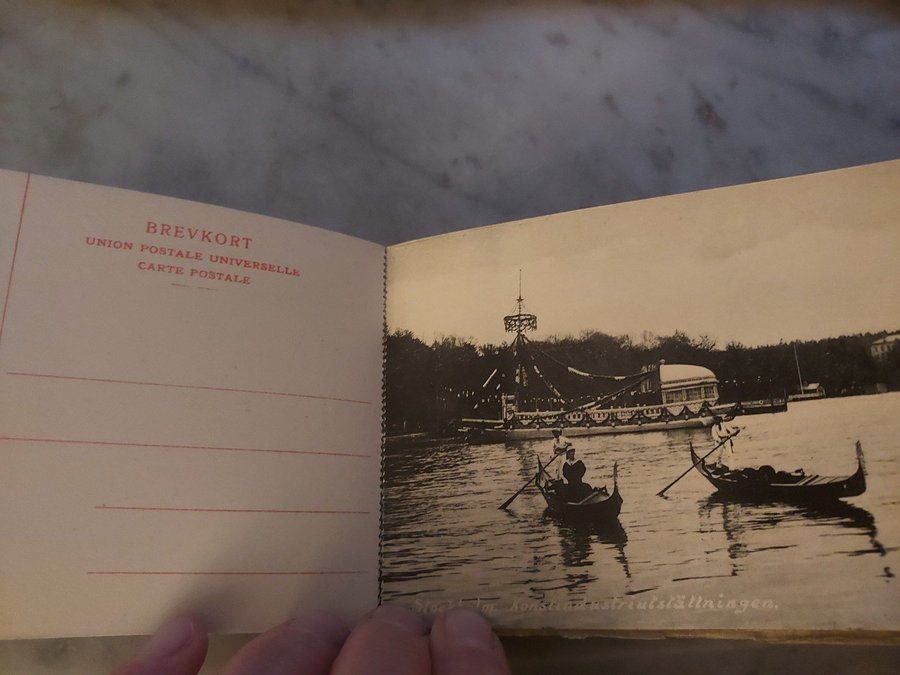 BREVKORT
UNION POSTALE UNIVERSELLE
CARTE POSTALE
Stockholm Konstindustriutställningen.